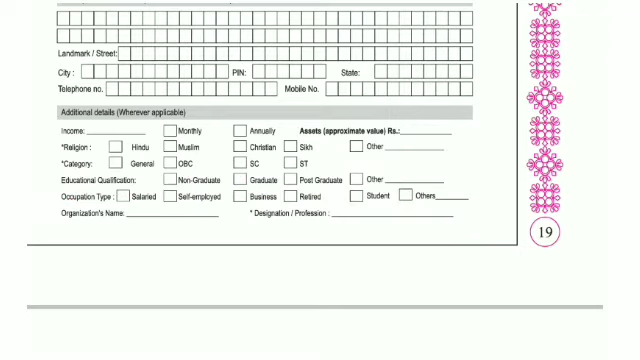 Landmark / Street:
City : PIN: State:
Telephone no. Mobile No.
Additional details (Wherever applicable)
Income: Monthly Annually Assets (approximate value) Rs.:
*Religion : Hindu Muslim Christian Sikh Other
*Category: General OBC SC ST
Educational Qualification: Non-Graduate Graduate Post Graduate Other
Occupation Type : Salaried Self-employed Business Retired Student Others
Organization's Name: * Designation / Profession :
19